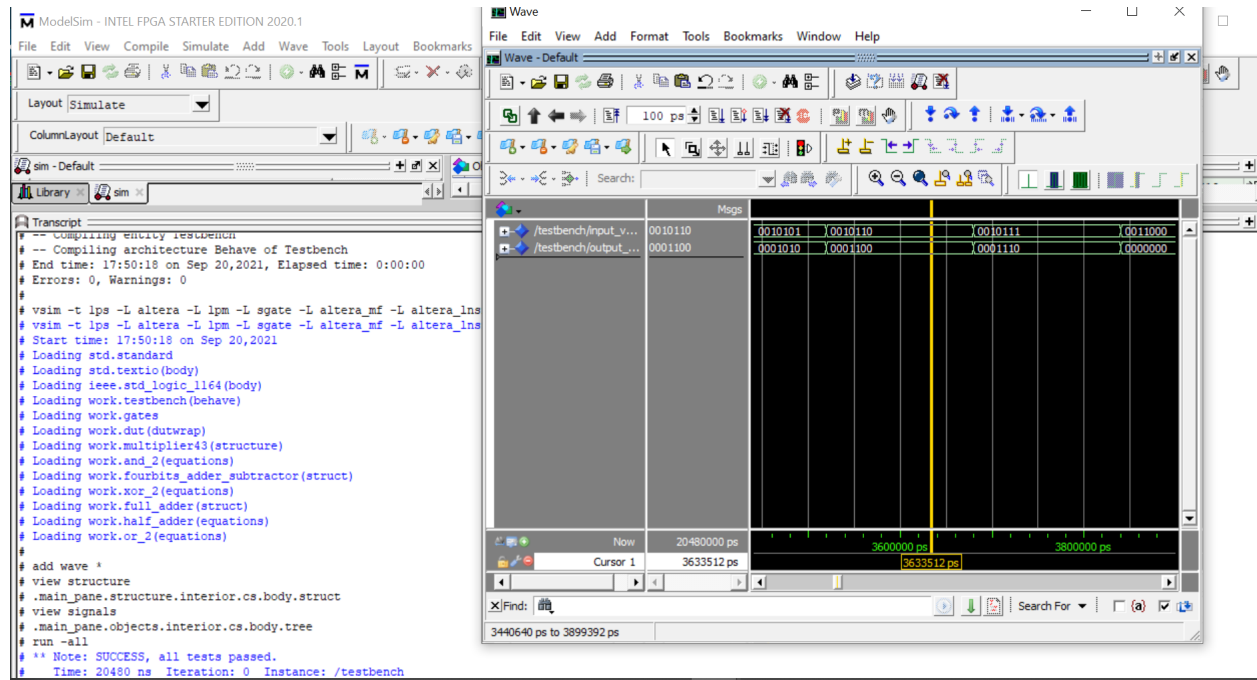 ModelSim - INTEL FPGA STARTER EDITION 2020.1
File Edit View Compile Simulate Add Wave Tools Layout Bookmarks
Layout Simulate
ColumnLayout Default
sim - Default
Library
sim
Transcript
# -- Compiling entity Testbench
# -- Compiling architecture Behave of Testbench
# End time: 17:50:18 on Sep 20,2021, Elapsed time: 0:00:00
# Errors: 0, Warnings: 0
#
# vsim -t 1ps -L altera -L lpm -L sgate -L altera_mf -L altera_lns
# vsim -t 1ps -L altera -L lpm -L sgate -L altera_mf -L altera_lns
# Start time: 17:50:18 on Sep 20,2021
# Loading std.standard
# Loading std.textio(body)
# Loading ieee.std_logic_1164(body)
# Loading work.testbench(behave)
# Loading work.gates
# Loading work.dut(dutwrap)
# Loading work.multiplier43(structure)
# Loading work.and_2(equations)
# Loading work.fourbits_adder_subtractor(struct)
# Loading work.xor_2(equations)
# Loading work.full_adder(struct)
# Loading work.half_adder(equations)
# Loading work.or_2(equations)
#
# add wave *
# view structure
# .main_pane.structure.interior.cs.body.struct
# view signals
# .main_pane.objects.interior.cs.body.tree
# run -all
# ** Note: SUCCESS, all tests passed.
#    Time: 20480 ns  Iteration: 0  Instance: /testbench
Wave
File Edit View Add Format Tools Bookmarks Window Help
Wave - Default
100 ps
Search:
Msgs
/testbench/input_v... 0010110 0010101 0010110 0010111 0011000
/testbench/output_... 0001100 0001010 0001100 0001110 0000000
Now 20480000 ps 3600000 ps 3800000 ps
Cursor 1 3633512 ps 3633512 ps
Find: Search For {a}
3440640 ps to 3899392 ps